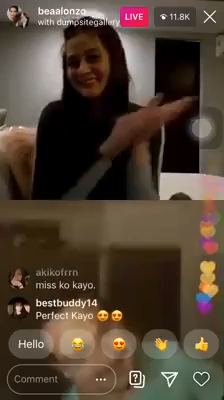 beaalonzo
with dumpsitegallery
LIVE
11.8K
akikofrrn
miss ko kayo.
bestbuddy14
Perfect Kayo 😍😍
Hello
Comment